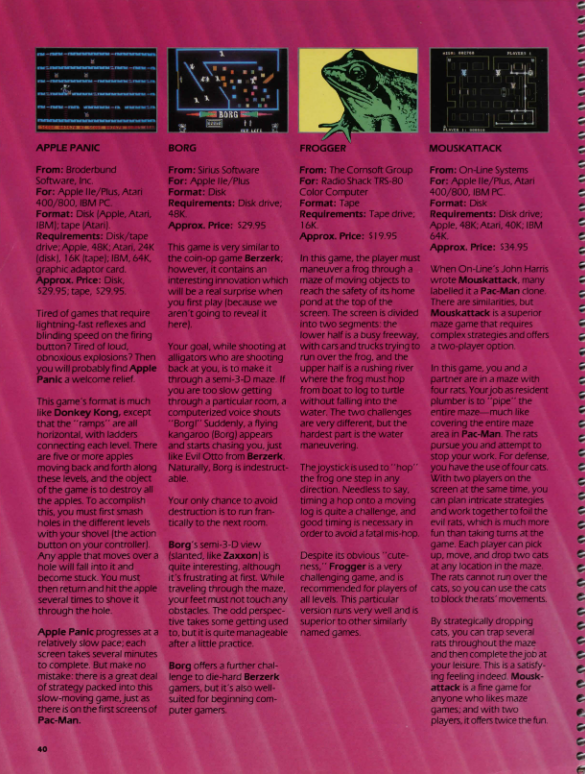 APPLE PANIC
From: Broderbund
Software, Inc.
For: Apple IIe/Plus, Atari
400/800, IBM PC.
Format: Disk (Apple, Atari,
IBM); tape (Atari).
Requirements: Disk/tape
drive; Apple, 48K; Atari, 24K
(disk), 16K (tape); IBM, 64K,
graphic adaptor card.
Approx. Price: Disk,
$29.95; tape, $29.95.
Tired of games that require
lightning-fast reflexes and
blinding speed on the firing
button? Tired of loud,
obnoxious explosions? Then
you will probably find Apple
Panic a welcome relief.
This game's format is much
like Donkey Kong, except
that the "ramps" are all
horizontal, with ladders
connecting each level. There
are five or more apples
moving back and forth along
these levels, and the object
of the game is to destroy all
the apples. To accomplish
this, you must first smash
holes in the different levels
with your shovel (the action
button on your controller).
Any apple that moves over a
hole will fall into it and
become stuck. You must
then return and hit the apple
several times to shove it
through the hole.
Apple Panic progresses at a
relatively slow pace; each
screen takes several minutes
to complete. But make no
mistake: there is a great deal
of strategy packed into this
slow-moving game, just as
there is on the first screens of
Pac-Man.
40
BORG
BORG
From: Sirius Software
For: Apple IIe/Plus
Format: Disk
Requirements: Disk drive;
48K.
Approx. Price: $29.95
This game is very similar to
the coin-op game Berzerk;
however, it contains an
interesting innovation which
will be a real surprise when
you first play (because we
aren't going to reveal it
here).
Your goal, while shooting at
alligators who are shooting
back at you, is to make it
through a semi-3-D maze. If
you are too slow getting
through a particular room, a
computerized voice shouts
"Borg!" Suddenly, a flying
kangaroo (Borg) appears
and starts chasing you, just
like Evil Otto from Berzerk.
Naturally, Borg is indestruct-
able.
Your only chance to avoid
destruction is to run fran-
tically to the next room.
Borg's semi-3-D view
(slanted, like Zaxxon) is
quite interesting, although
it's frustrating at first. While
traveling through the maze,
your feet must not touch any
obstacles. The odd perspec-
tive takes some getting used
to, but it is quite manageable
after a little practice.
Borg offers a further chal-
lenge to die-hard Berzerk
gamers, but it's also well-
suited for beginning com-
puter gamers.
FROGGER
From: The Cornsoft Group
For: Radio Shack TRS-80
Color Computer
Format: Tape
Requirements: Tape drive;
16K.
Approx. Price: $19.95
In this game, the player must
maneuver a frog through a
maze of moving objects to
reach the safety of its home
pond at the top of the
screen. The screen is divided
into two segments: the
lower half is a busy freeway,
with cars and trucks trying to
run over the frog, and the
upper half is a rushing river
where the frog must hop
from boat to log to turtle
without falling into the
water. The two challenges
are very different, but the
hardest part is the water
maneuvering.
The joystick is used to "hop"
the frog one step in any
direction. Needless to say,
timing a hop onto a moving
log is quite a challenge, and
good timing is necessary in
order to avoid a fatal mis-hop.
Despite its obvious "cute-
ness," Frogger is a very
challenging game, and is
recommended for players of
all levels. This particular
version runs very well and is
superior to other similarly
named games.
MOUSKATTACK
From: On-Line Systems
For: Apple IIe/Plus, Atari
400/800, IBM PC.
Format: Disk
Requirements: Disk drive;
Apple, 48K; Atari, 40K; IBM
64K.
Approx. Price: $34.95
When On-Line's John Harris
wrote Mouskattack, many
labelled it a Pac-Man clone.
There are similarities, but
Mouskattack is a superior
maze game that requires
complex strategies and offers
a two-player option.
In this game, you and a
partner are in a maze with
four rats. Your job as resident
plumber is to "pipe" the
entire maze—much like
covering the entire maze
area in Pac-Man. The rats
pursue you and attempt to
stop your work. For defense,
you have the use of four cats.
With two players on the
screen at the same time, you
can plan intricate strategies
and work together to foil the
evil rats, which is much more
fun than taking turns at the
game. Each player can pick
up, move, and drop two cats
at any location in the maze.
The rats cannot run over the
cats, so you can use the cats
to block the rats' movements.
By strategically dropping
cats, you can trap several
rats throughout the maze
and then complete the job at
your leisure. This is a satisfy-
ing feeling indeed. Mousk-
attack is a fine game for
anyone who likes maze
games; and with two
players, it offers twice the fun.